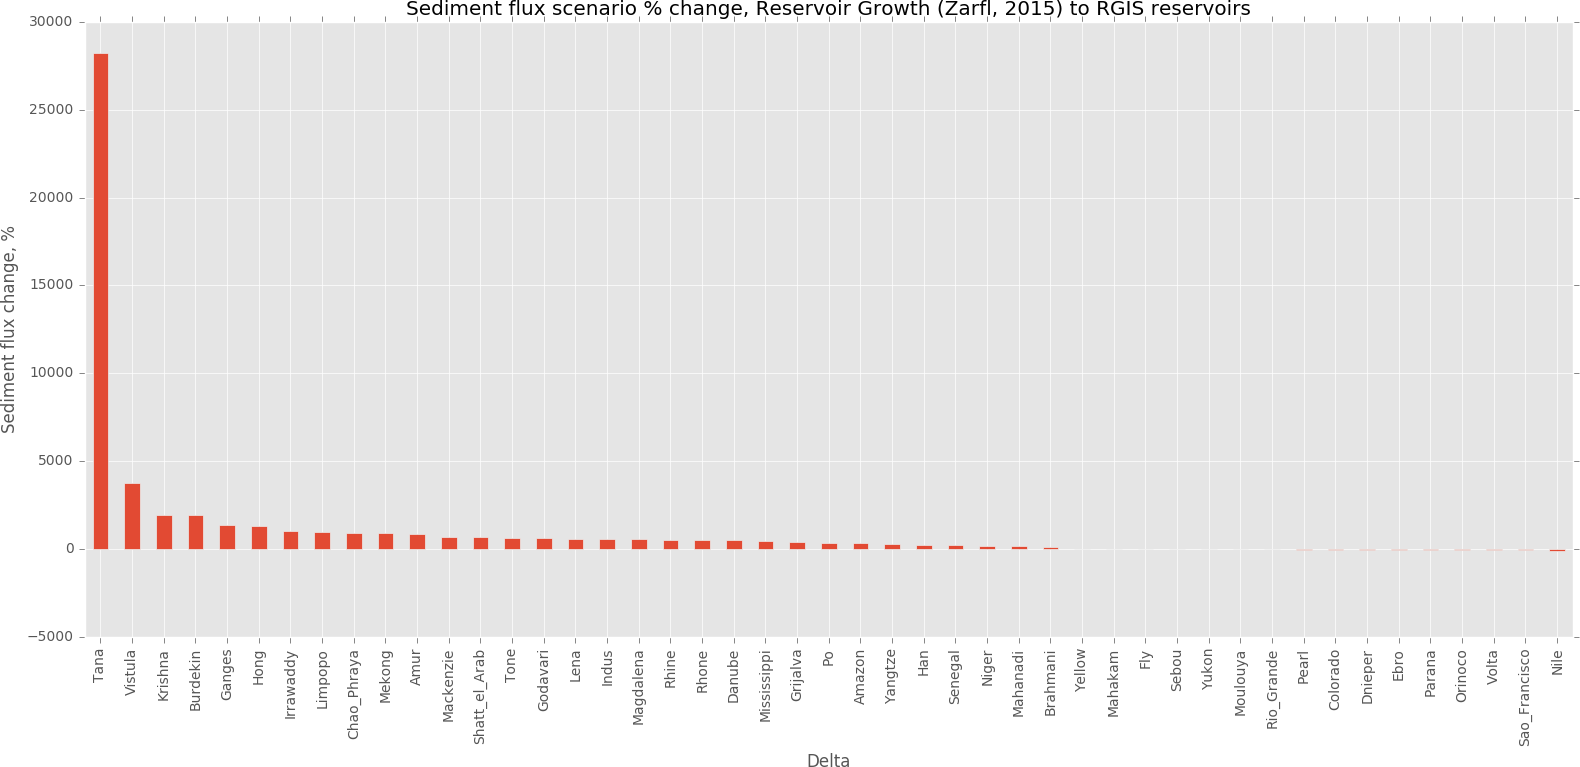 Sediment flux scenario % change, Reservoir Growth (Zarfl, 2015) to RGIS reservoirs
30000
25000
20000
15000
10000
5000
0
−5000
Sediment flux change, %
Tana
Vistula
Krishna
Burdekin
Ganges
Hong
Irrawaddy
Limpopo
Chao_Phraya
Mekong
Amur
Mackenzie
Shatt_el_Arab
Tone
Godavari
Lena
Indus
Magdalena
Rhine
Rhone
Danube
Mississippi
Grijalva
Po
Amazon
Yangtze
Han
Senegal
Niger
Mahanadi
Brahmani
Yellow
Mahakam
Fly
Sebou
Yukon
Moulouya
Rio_Grande
Pearl
Colorado
Dnieper
Ebro
Parana
Orinoco
Volta
Sao_Francisco
Nile
Delta